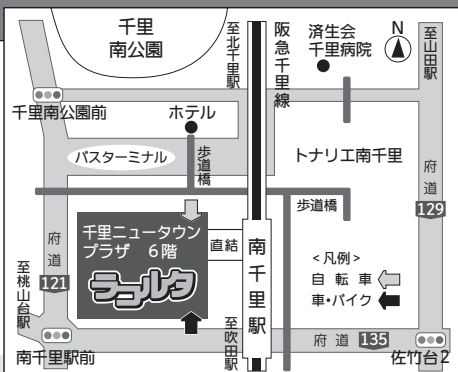 千里
南公園
至北千里駅
阪急千里線
済生会
千里病院
N
至山田駅
千里南公園前
ホテル
バスターミナル
歩道橋
トナリエ南千里
府道
129
歩道橋
千里ニュータウン
プラザ 6階
ラコルタ
直結
南千里駅
府道
121
至桃山台駅
<凡例>
自転車
車・バイク
至吹田駅
府道 135
南千里駅前
佐竹台2